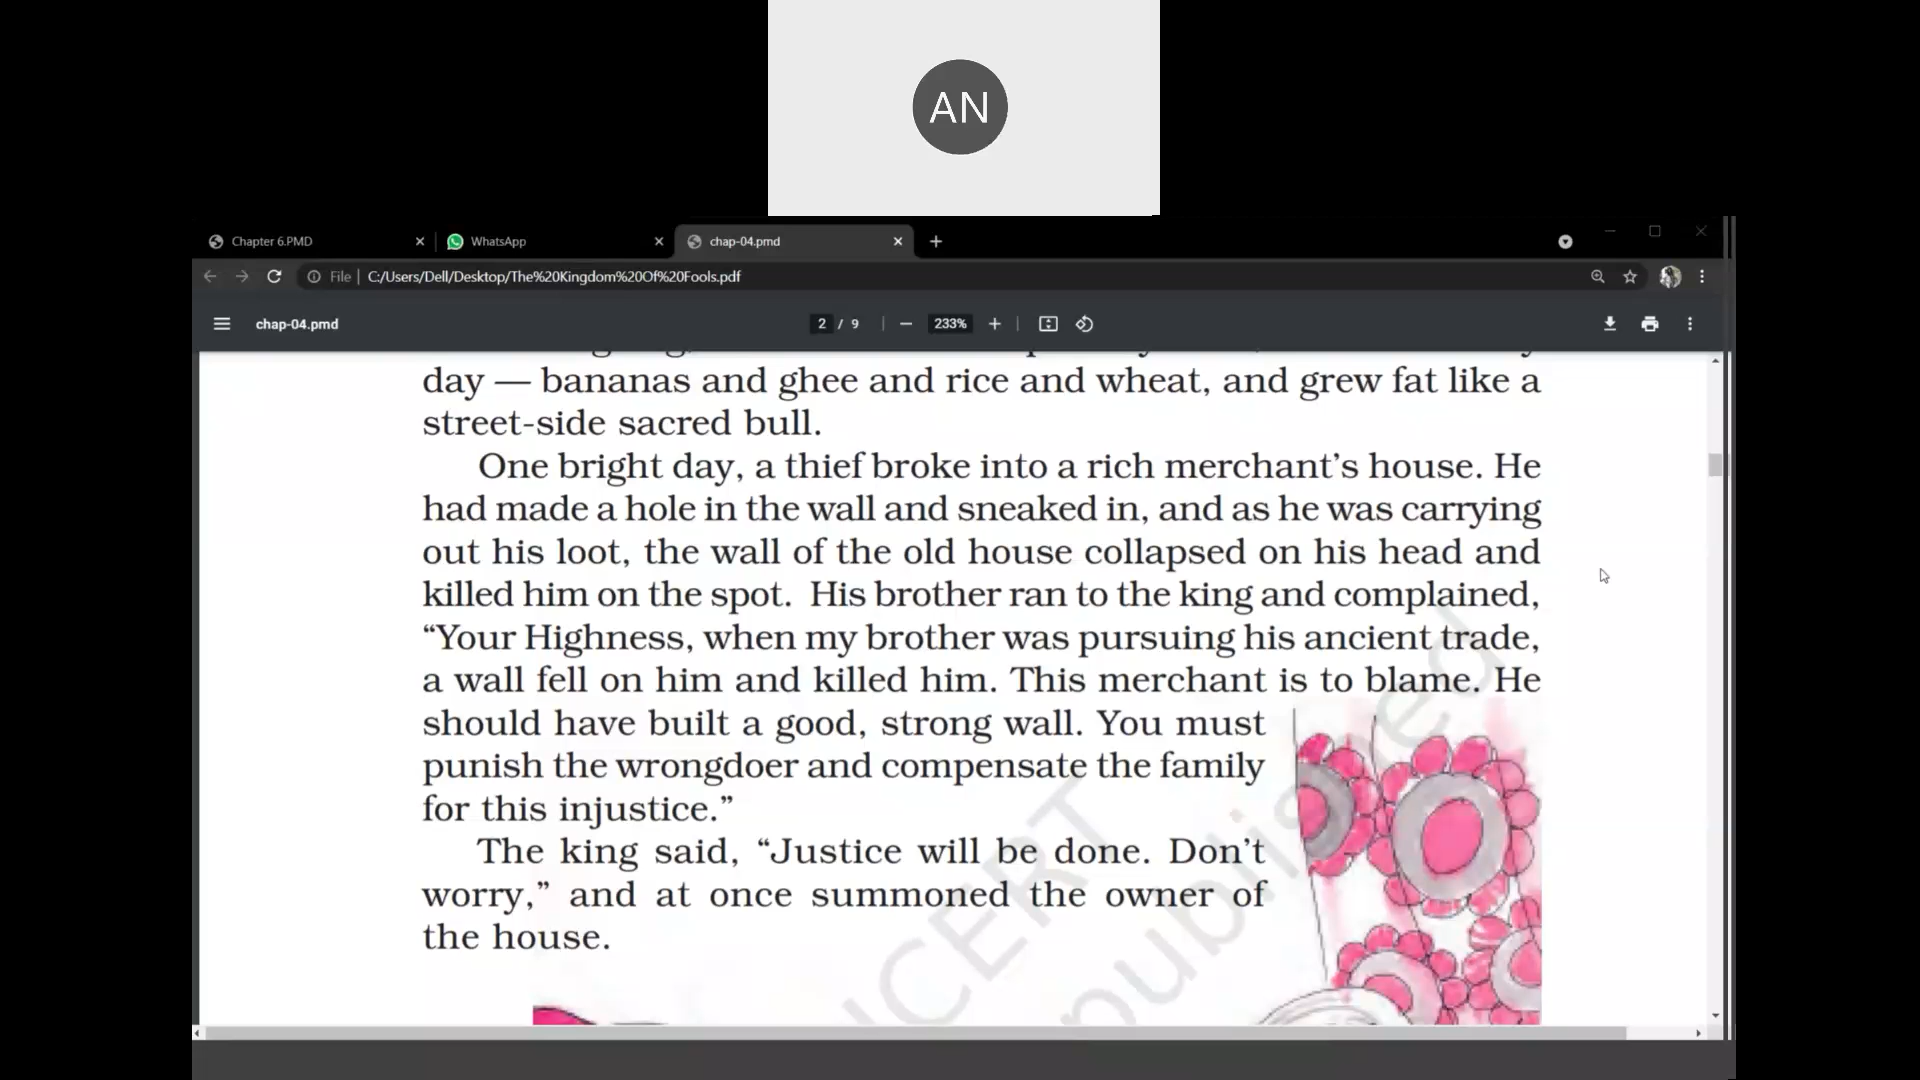 AN
Chapter 6.PMD
WhatsApp
chap-04.pmd
File
C:/Users/Dell/Desktop/The%20Kingdom%20Of%20Fools.pdf
chap-04.pmd
2 / 9
233%
day — bananas and ghee and rice and wheat, and grew fat like a
street-side sacred bull.
One bright day, a thief broke into a rich merchant’s house. He
had made a hole in the wall and sneaked in, and as he was carrying
out his loot, the wall of the old house collapsed on his head and
killed him on the spot. His brother ran to the king and complained,
“Your Highness, when my brother was pursuing his ancient trade,
a wall fell on him and killed him. This merchant is to blame. He
should have built a good, strong wall. You must
punish the wrongdoer and compensate the family
for this injustice.”
The king said, “Justice will be done. Don’t
worry,” and at once summoned the owner of
the house.
published